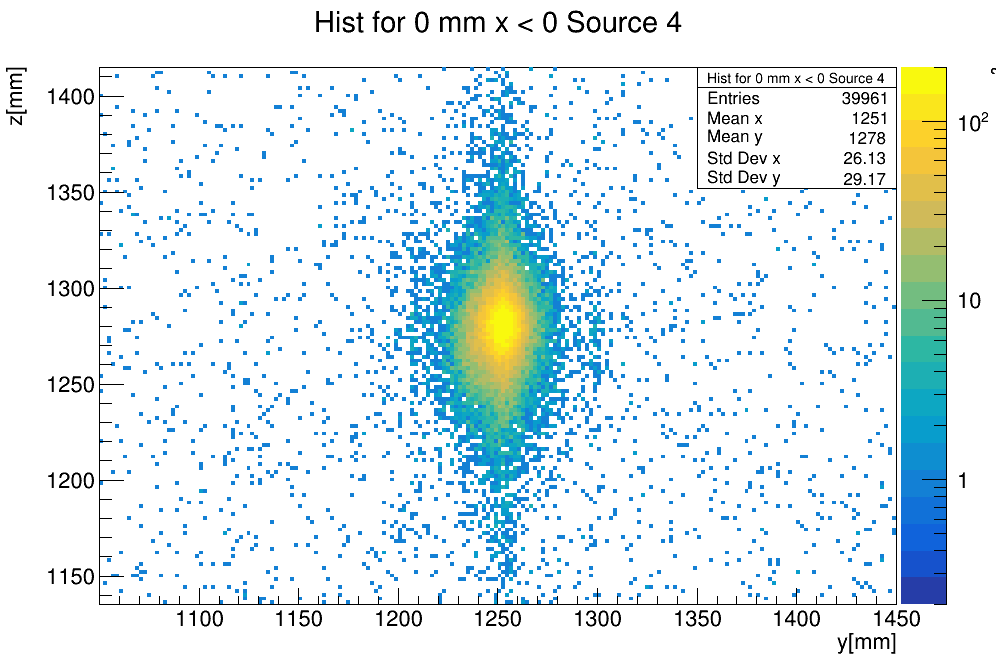 Hist for 0 mm x < 0 Source 4
z[mm]
1400
1350
1300
1250
1200
1150
1100
1150
1200
1250
1300
1350
1400
1450
y[mm]
Hist for 0 mm x < 0 Source 4
Entries 39961
Mean x 1251
Mean y 1278
Std Dev x 26.13
Std Dev y 29.17
10²
10
1